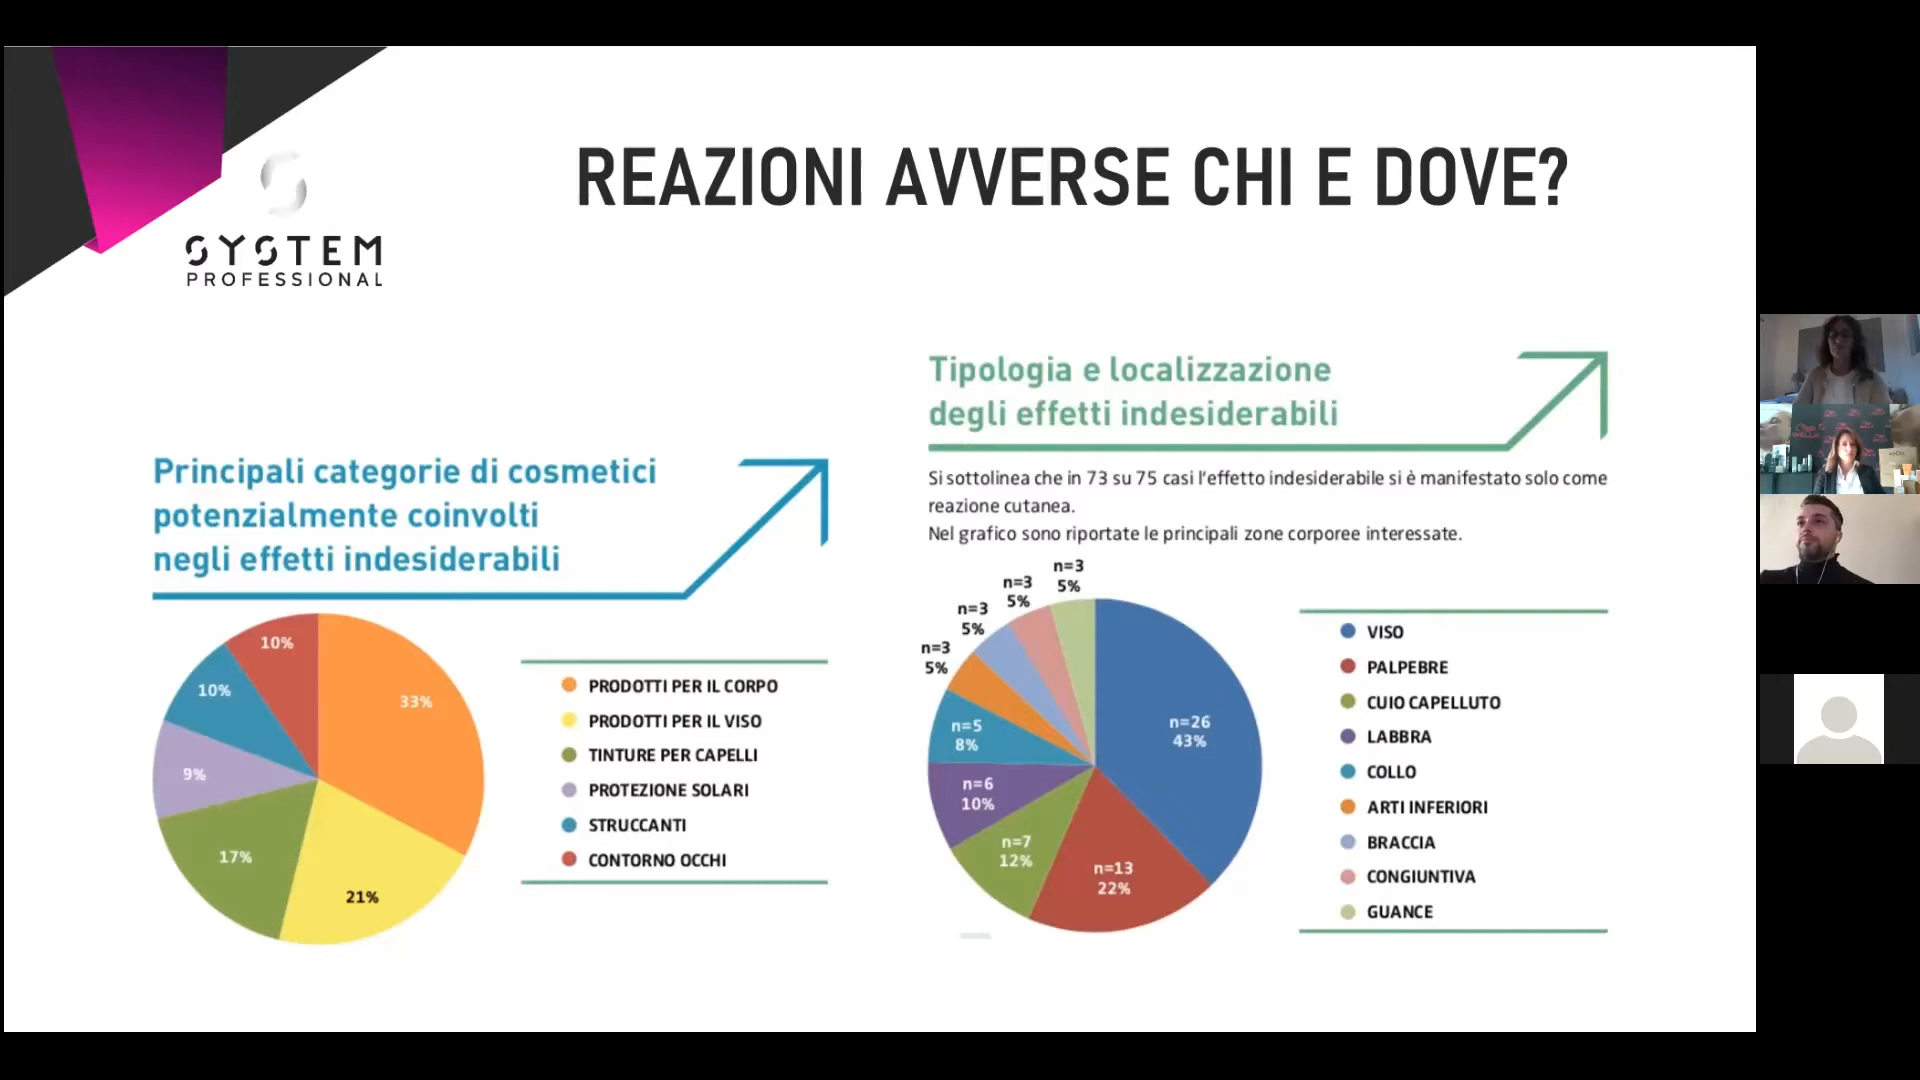 REAZIONI AVVERSE CHI E DOVE?
SYSTEM
PROFESSIONAL
Principali categorie di cosmetici
potenzialmente coinvolti
negli effetti indesiderabili
10%
33%
10%
9%
17%
21%
PRODOTTI PER IL CORPO
PRODOTTI PER IL VISO
TINTURE PER CAPELLI
PROTEZIONE SOLARI
STRUCCANTI
CONTORNO OCCHI
Tipologia e localizzazione
degli effetti indesiderabili
Si sottolinea che in 73 su 75 casi l'effetto indesiderabile si è manifestato solo come
reazione cutanea.
Nel grafico sono riportate le principali zone corporee interessate.
n=3
5%
n=3
5%
n=3
5%
n=3
5%
n=5
8%
n=6
10%
n=7
12%
n=13
22%
n=26
43%
VISO
PALPEBRE
CUIO CAPELLUTO
LABBRA
COLLO
ARTI INFERIORI
BRACCIA
CONGIUNTIVA
GUANCE
WELLA